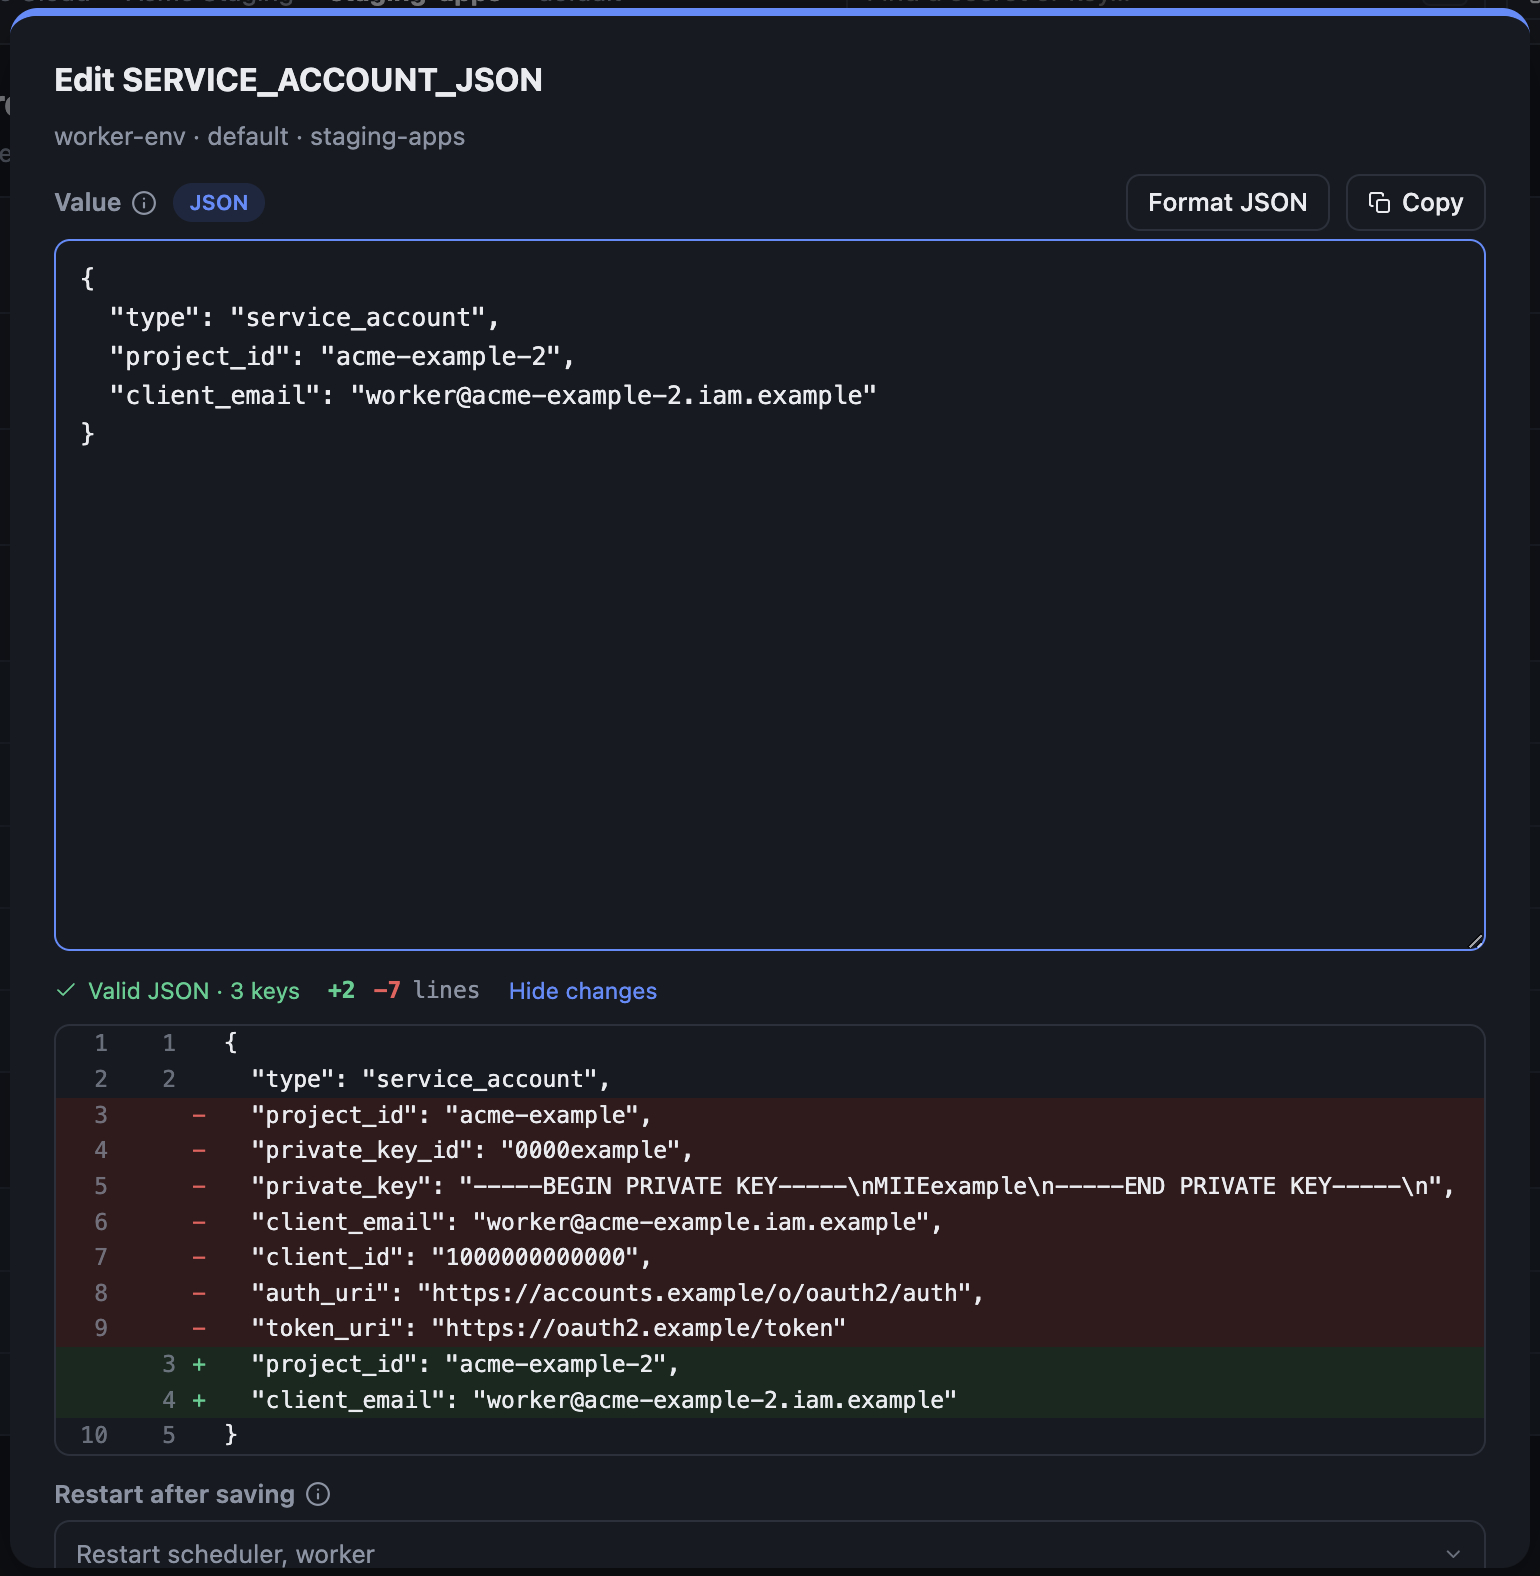 Edit SERVICE_ACCOUNT_JSON
worker-env · default · staging-apps
Value JSON Format JSON Copy
{
  "type": "service_account",
  "project_id": "acme-example-2",
  "client_email": "worker@acme-example-2.iam.example"
}
Valid JSON · 3 keys +2 −7 lines Hide changes
1 1 {
2 2 "type": "service_account",
3 − "project_id": "acme-example",
4 − "private_key_id": "0000example",
5 − "private_key": "-----BEGIN PRIVATE KEY-----\nMIIEexample\n-----END PRIVATE KEY-----\n",
6 − "client_email": "worker@acme-example.iam.example",
7 − "client_id": "1000000000000",
8 − "auth_uri": "https://accounts.example/o/oauth2/auth",
9 − "token_uri": "https://oauth2.example/token"
3 + "project_id": "acme-example-2",
4 + "client_email": "worker@acme-example-2.iam.example"
10 5 }
Restart after saving
Restart scheduler, worker